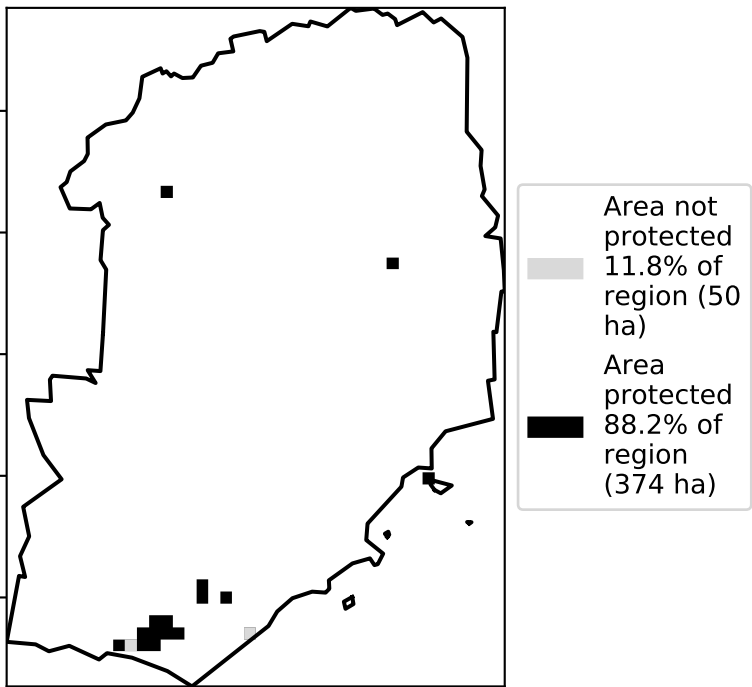 Area not
protected
11.8% of
region (50
ha)
Area
protected
88.2% of
region
(374 ha)